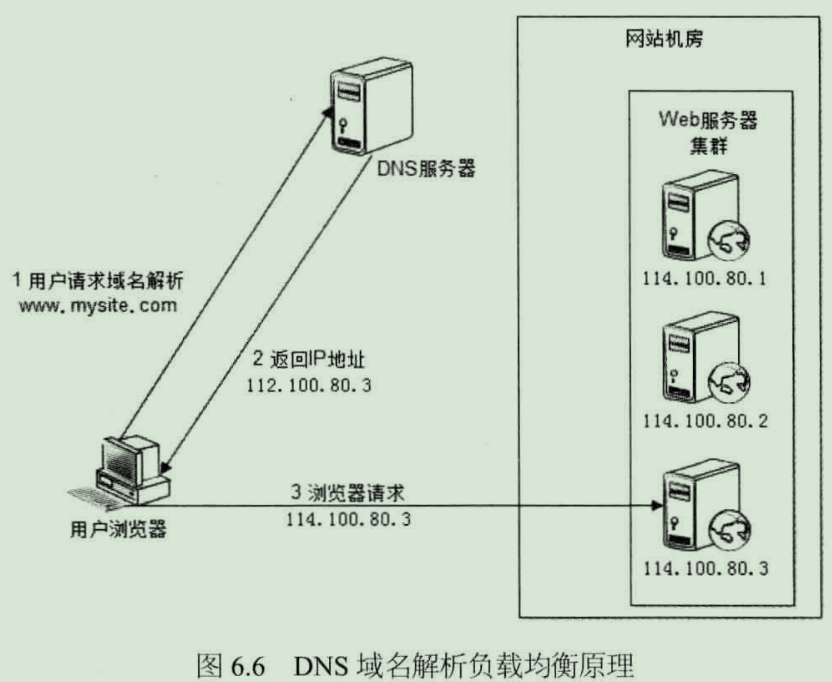 网站机房
Web服务器
集群
DNS服务器
114.100.80.1
1 用户请求域名解析
www.mysite.com
2 返回IP地址
112.100.80.3
114.100.80.2
3 浏览器请求
114.100.80.3
用户浏览器
114.100.80.3
图 6.6 DNS 域名解析负载均衡原理